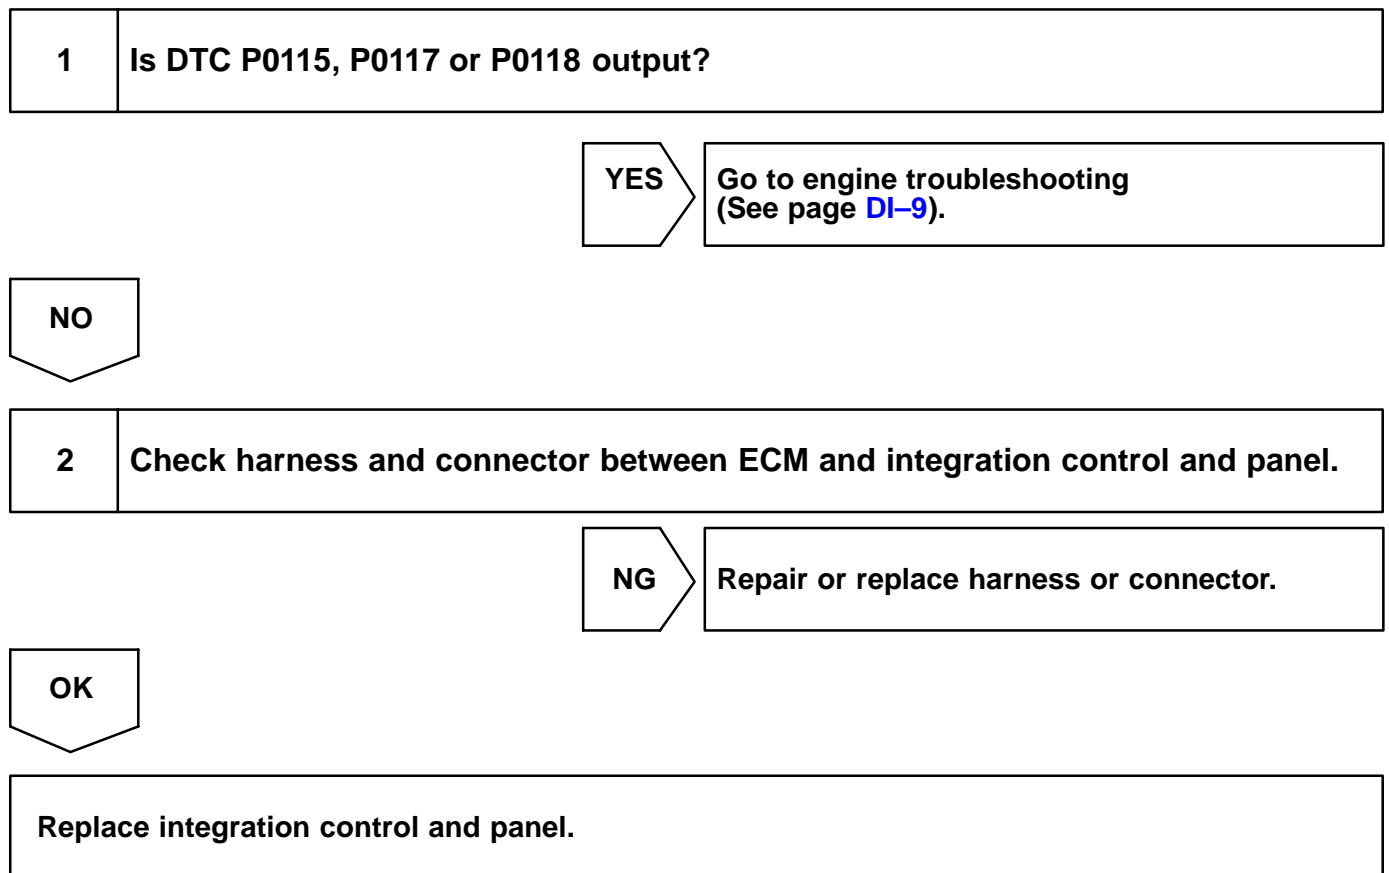 1 Is DTC P0115, P0117 or P0118 output?
YES Go to engine troubleshooting
(See page DI–9).
NO
2 Check harness and connector between ECM and integration control and panel.
NG Repair or replace harness or connector.
OK
Replace integration control and panel.